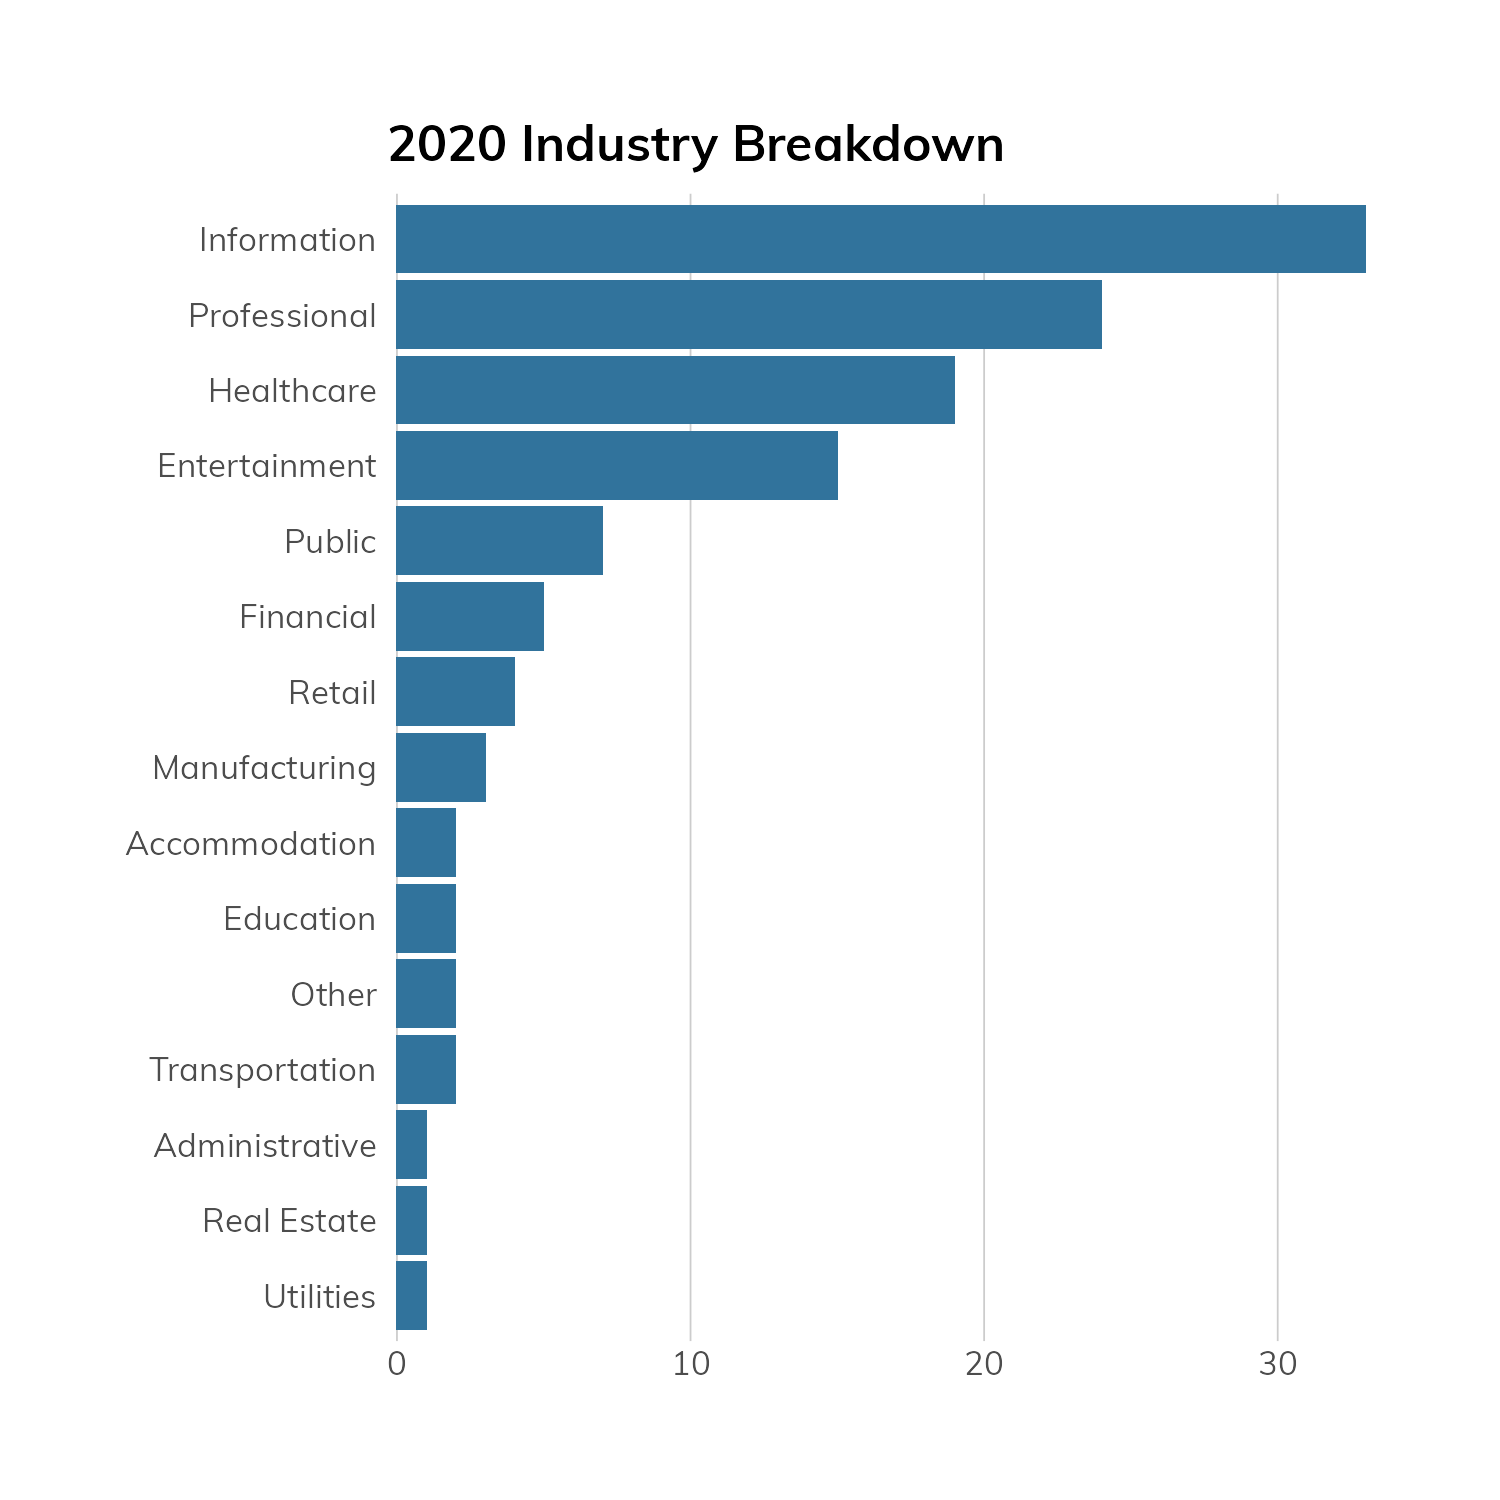 2020 Industry Breakdown
Information
Professional
Healthcare
Entertainment
Public
Financial
Retail
Manufacturing
Accommodation
Education
Other
Transportation
Administrative
Real Estate
Utilities
0 10 20 30